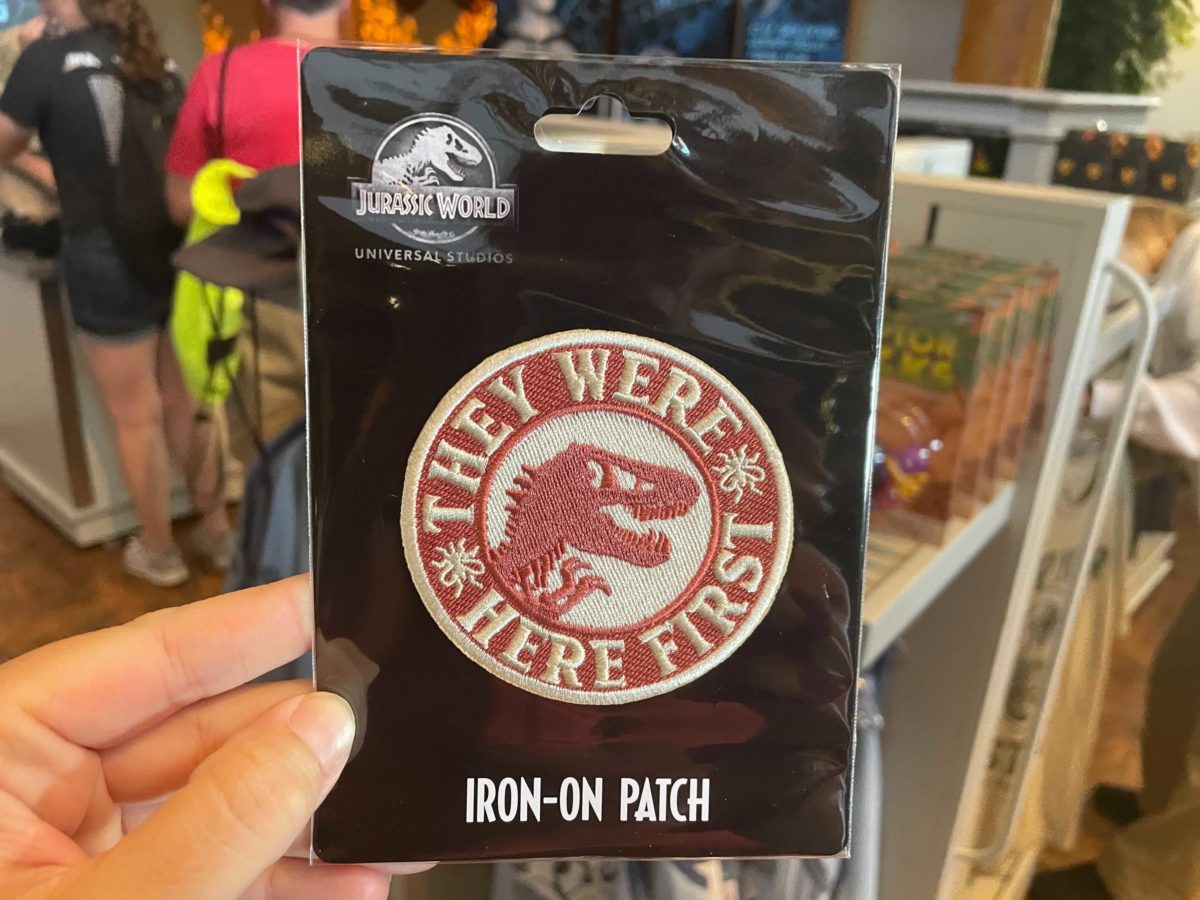 JURASSIC WORLD
UNIVERSAL STUDIOS
THEY WERE
HERE FIRST
IRON-ON PATCH